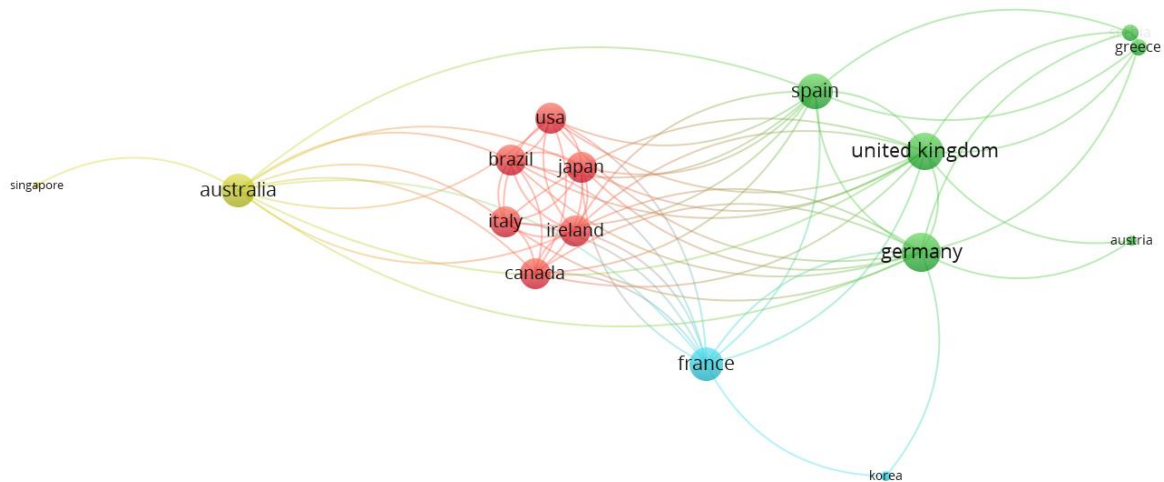 greece
spain
usa
united kingdom
brazil
japan
singapore
australia
italy
ireland
austria
germany
canada
france
korea